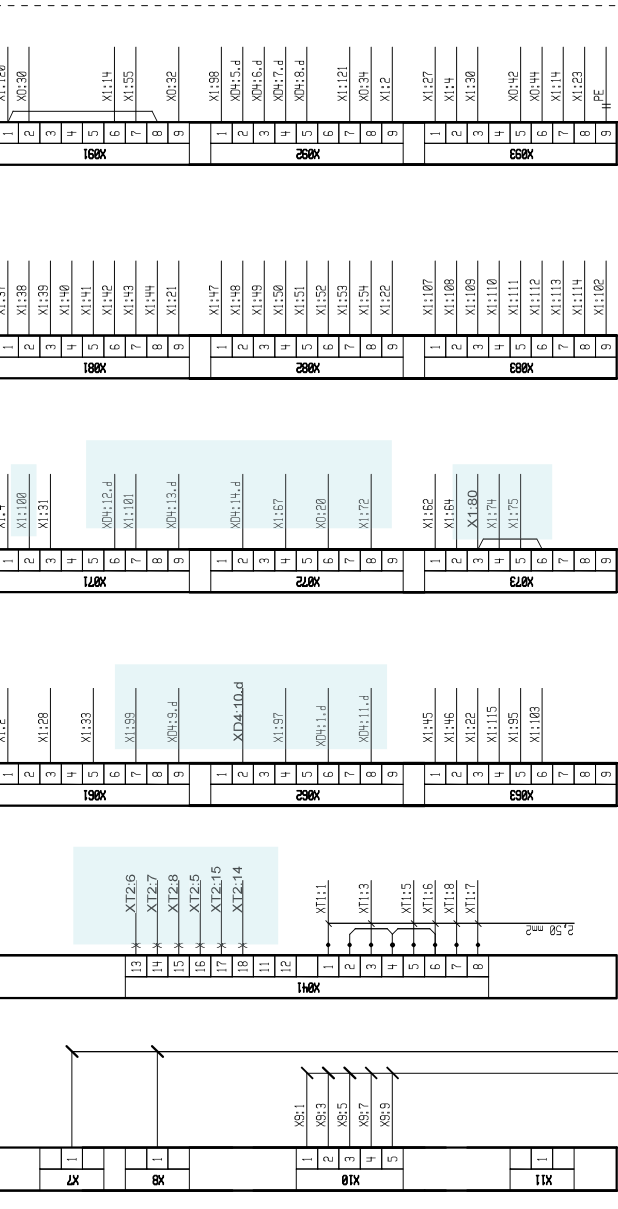 X1:120 X0:30 X1:14 X1:55 X0:32 X1:98 XD4:5.d XD4:6.d XD4:7.d XD4:8.d X1:121 X0:34 X1:2 X1:27 X1:4 X1:30 X0:42 X0:44 X1:14 X1:23 PE
1 2 3 4 5 6 7 8 9 1 2 3 4 5 6 7 8 9 1 2 3 4 5 6 7 8 9
X091 X092 X093
X1:37 X1:38 X1:39 X1:40 X1:41 X1:42 X1:43 X1:44 X1:21 X1:47 X1:48 X1:49 X1:50 X1:51 X1:52 X1:53 X1:54 X1:22 X1:107 X1:108 X1:109 X1:110 X1:111 X1:112 X1:113 X1:114 X1:102
1 2 3 4 5 6 7 8 9 1 2 3 4 5 6 7 8 9 1 2 3 4 5 6 7 8 9
X081 X082 X083
X1:100 X1:31 XD4:12.d X1:101 XD4:13.d XD4:14.d X1:67 X0:20 X1:72 X1:62 X1:64 X1:80 X1:74 X1:75
1 2 3 4 5 6 7 8 9 1 2 3 4 5 6 7 8 9 1 2 3 4 5 6 7 8 9
X071 X072 X073
X1:2 X1:28 X1:33 X1:99 XD4:9.d XD4:10.d X1:97 XD4:1.d XD4:11.d X1:45 X1:46 X1:22 X1:115 X1:95 X1:103
1 2 3 4 5 6 7 8 9 1 2 3 4 5 6 7 8 9 1 2 3 4 5 6 7 8 9
X061 X062 X063
XT2:6 XT2:7 XT2:8 XT2:5 XT2:15 XT2:14 XT1:1 XT1:3 XT1:5 XT1:6 XT1:8 XT1:7
2,50 mm2
13 14 15 16 17 18 11 12 1 2 3 4 5 6 7 8
X041
X9:1 X9:3 X9:5 X9:7 X9:9
1 1 1 2 3 4 5 1
X7 X8 X10 X11